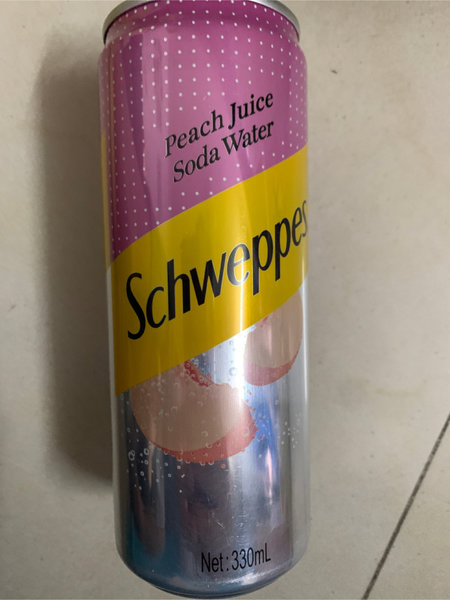 Peach Juice
Soda Water
Schweppes
Net:330mL